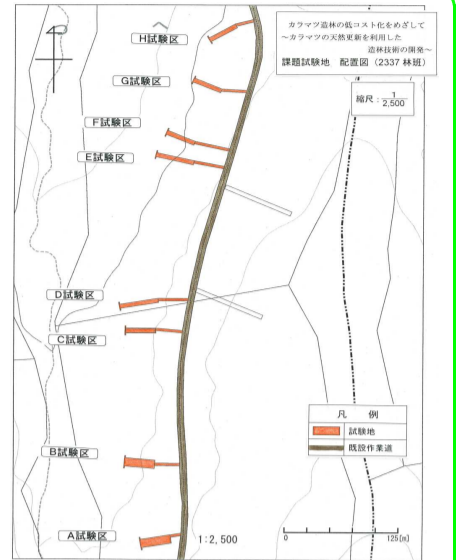 カラマツ造林の低コスト化をめざして
～カラマツの天然更新を利用した
造林技術の開発～
課題試験地 配置図（2337 林班）
縮尺：1/2,500
H試験区
G試験区
F試験区
E試験区
D試験区
C試験区
B試験区
A試験区
凡 例
試験地
既設作業道
1:2,500
0 125[m]